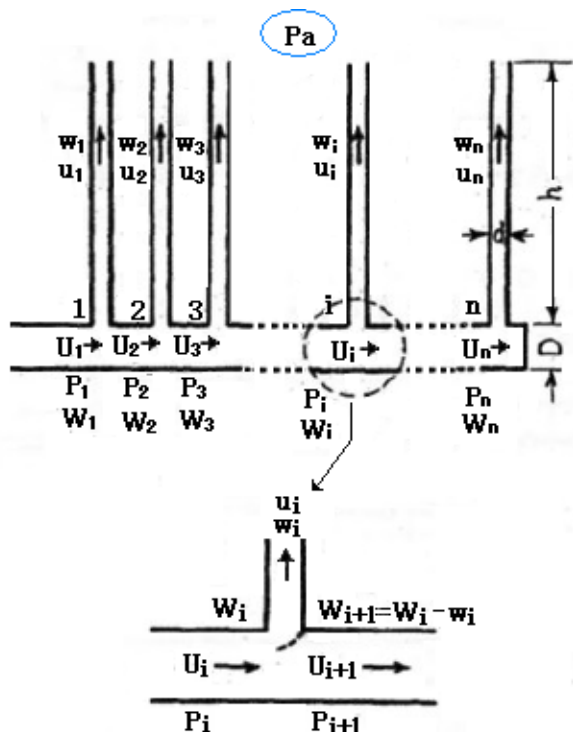 Pa
w1 w2 w3 wi wn
u1 u2 u3 ui un
h
d
1 2 3 i n
U1 U2 U3 Ui Un
D
P1 P2 P3 Pi Pn
W1 W2 W3 Wi Wn
ui
wi
Wi Wi+1=Wi-wi
Ui Ui+1
Pi Pi+1